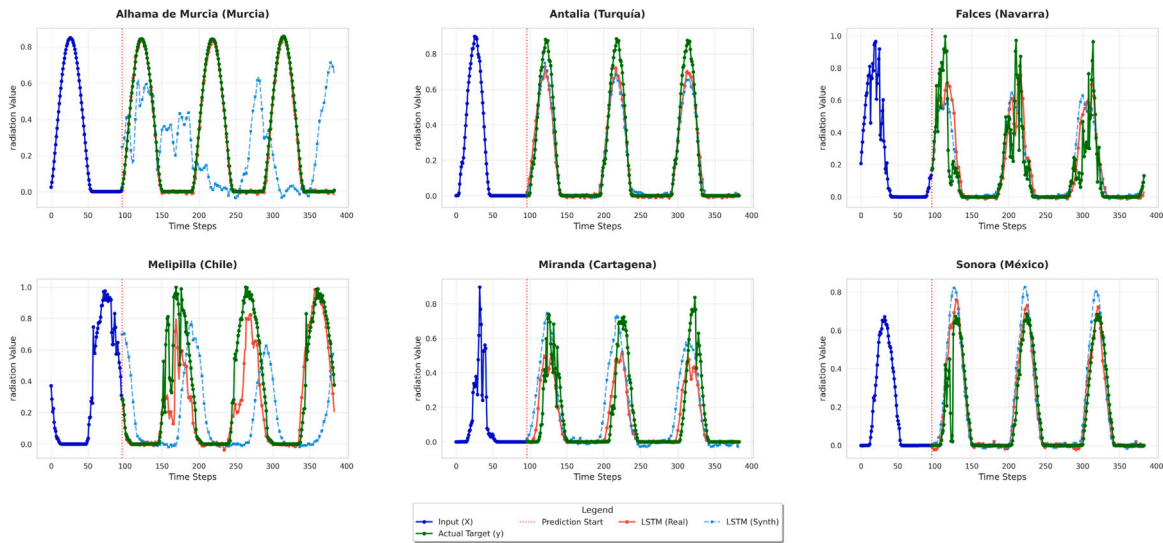 Alhama de Murcia (Murcia)
radiation Value
0.8
0.6
0.4
0.2
0.0
0 50 100 150 200 250 300 350 400
Time Steps
Antalia (Turquía)
radiation Value
0.8
0.6
0.4
0.2
0.0
0 50 100 150 200 250 300 350 400
Time Steps
Falces (Navarra)
radiation Value
1.0
0.8
0.6
0.4
0.2
0.0
0 50 100 150 200 250 300 350 400
Time Steps
Melipilla (Chile)
radiation Value
1.0
0.8
0.6
0.4
0.2
0.0
0 50 100 150 200 250 300 350 400
Time Steps
Miranda (Cartagena)
radiation Value
0.8
0.6
0.4
0.2
0.0
0 50 100 150 200 250 300 350 400
Time Steps
Sonora (México)
radiation Value
0.8
0.6
0.4
0.2
0.0
0 50 100 150 200 250 300 350 400
Time Steps
Legend
Input (X) Prediction Start LSTM (Real) LSTM (Synth)
Actual Target (y)